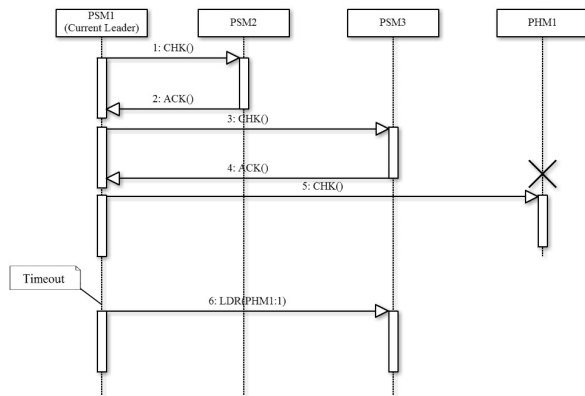 PSM1
(Current Leader)
PSM2
PSM3
PHM1
1: CHK()
2: ACK()
3: CHK()
4: ACK()
5: CHK()
Timeout
6: LDR(PHM1:1)